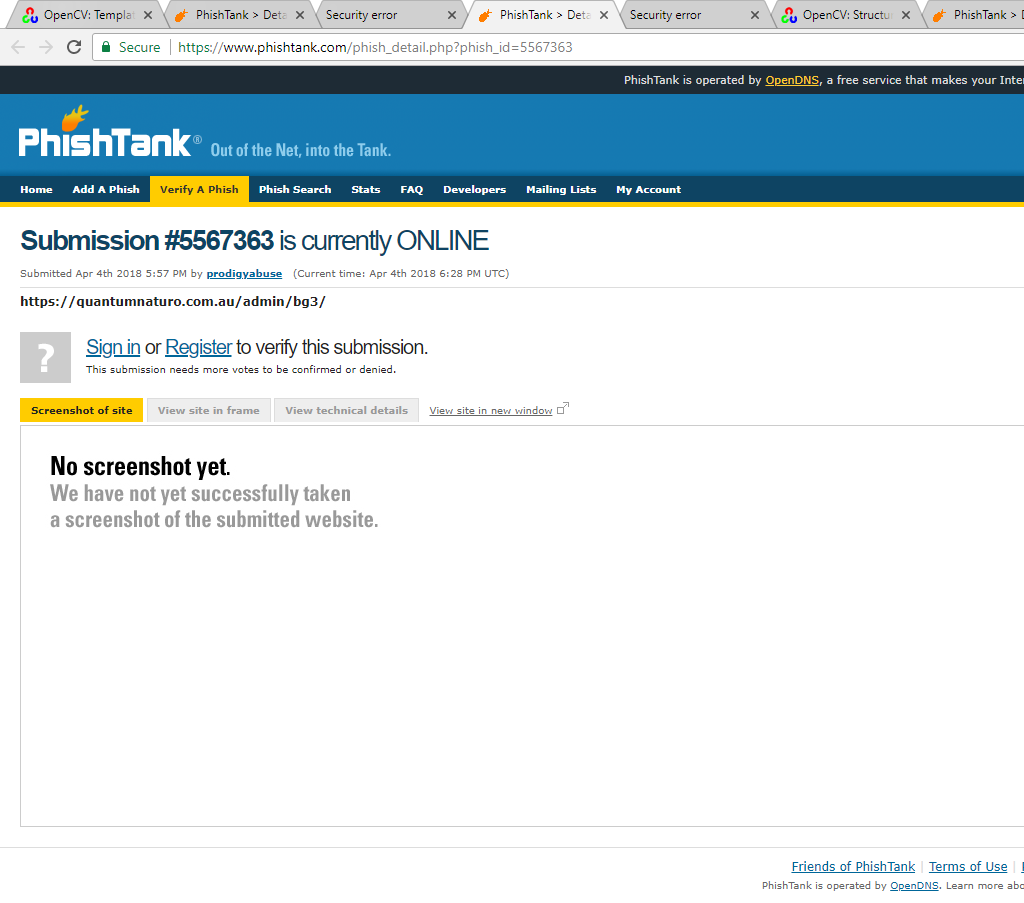 OpenCV: Templa
PhishTank > Deta
Security error
PhishTank > Deta
Security error
OpenCV: Structu
PhishTank >
Secure
https://www.phishtank.com/phish_detail.php?phish_id=5567363
PhishTank is operated by OpenDNS, a free service that makes your Inter
PhishTank® Out of the Net, into the Tank.
Home Add A Phish Verify A Phish Phish Search Stats FAQ Developers Mailing Lists My Account
Submission #5567363 is currently ONLINE
Submitted Apr 4th 2018 5:57 PM by prodigyabuse (Current time: Apr 4th 2018 6:28 PM UTC)
https://quantumnaturo.com.au/admin/bg3/
?
Sign in or Register to verify this submission.
This submission needs more votes to be confirmed or denied.
Screenshot of site View site in frame View technical details View site in new window
No screenshot yet.
We have not yet successfully taken
a screenshot of the submitted website.
Friends of PhishTank | Terms of Use |
PhishTank is operated by OpenDNS. Learn more abo